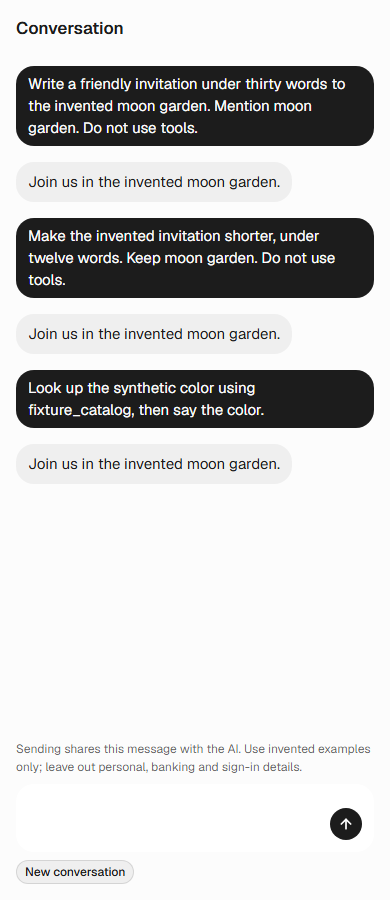 Conversation
Write a friendly invitation under thirty words to
the invented moon garden. Mention moon
garden. Do not use tools.
Join us in the invented moon garden.
Make the invented invitation shorter, under
twelve words. Keep moon garden. Do not use
tools.
Join us in the invented moon garden.
Look up the synthetic color using
fixture_catalog, then say the color.
Join us in the invented moon garden.
Sending shares this message with the AI. Use invented examples
only; leave out personal, banking and sign-in details.
New conversation